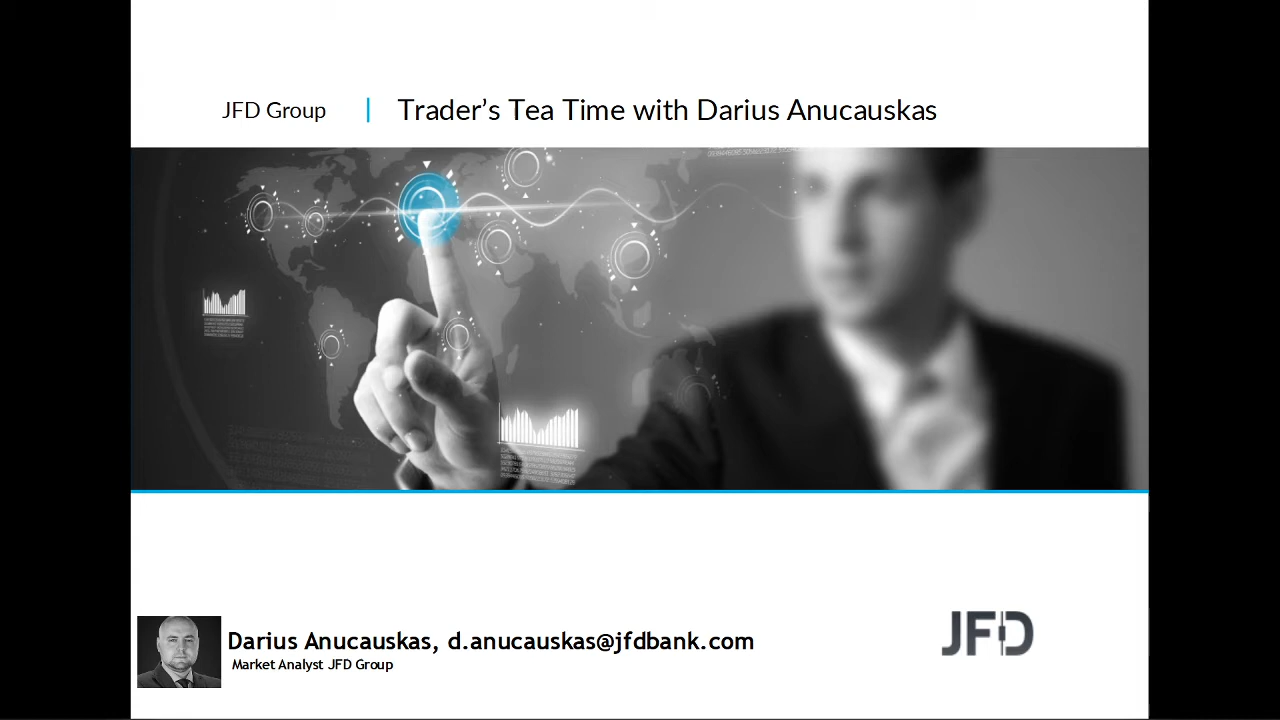 JFD Group | Trader's Tea Time with Darius Anucauskas
Darius Anucauskas, d.anucauskas@jfdbank.com
Market Analyst JFD Group
JFD